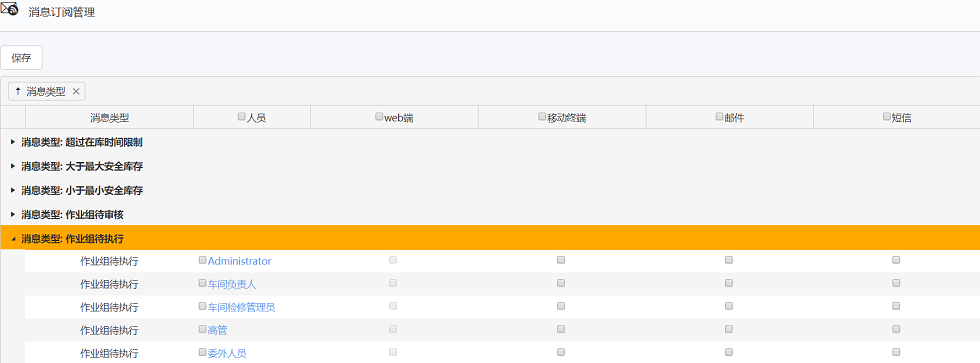 消息订阅管理
保存
消息类型
消息类型 人员 web端 移动终端 邮件 短信
消息类型: 超过在库时间限制
消息类型: 大于最大安全库存
消息类型: 小于最小安全库存
消息类型: 作业组待审核
消息类型: 作业组待执行
作业组待执行 Administrator
作业组待执行 车间负责人
作业组待执行 车间检修管理员
作业组待执行 高管
作业组待执行 委外人员